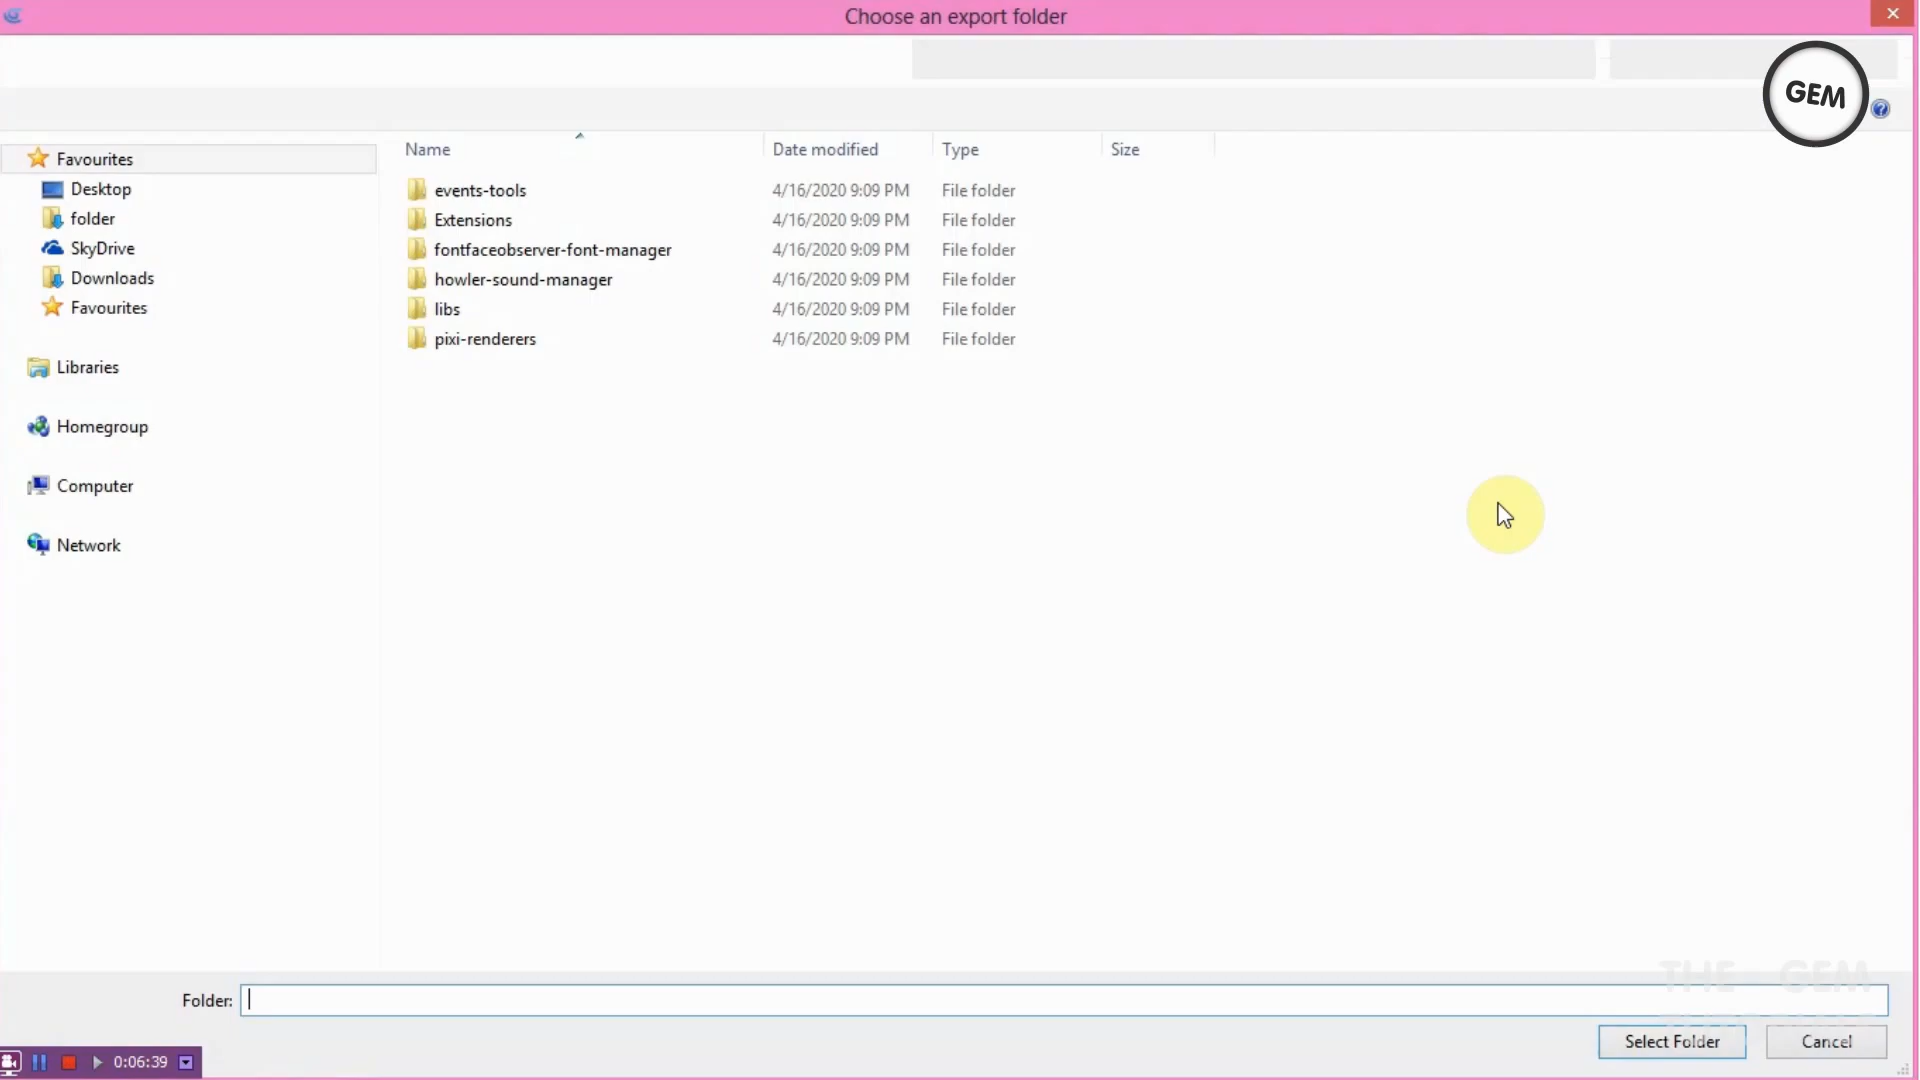 Choose an export folder
GEM
Name Date modified Type Size
Favourites
Desktop
folder
SkyDrive
Downloads
Favourites
Libraries
Homegroup
Computer
Network
events-tools 4/16/2020 9:09 PM File folder
Extensions 4/16/2020 9:09 PM File folder
fontfaceobserver-font-manager 4/16/2020 9:09 PM File folder
howler-sound-manager 4/16/2020 9:09 PM File folder
libs 4/16/2020 9:09 PM File folder
pixi-renderers 4/16/2020 9:09 PM File folder
THE - GEM
Folder:
Select Folder Cancel
0:06:39